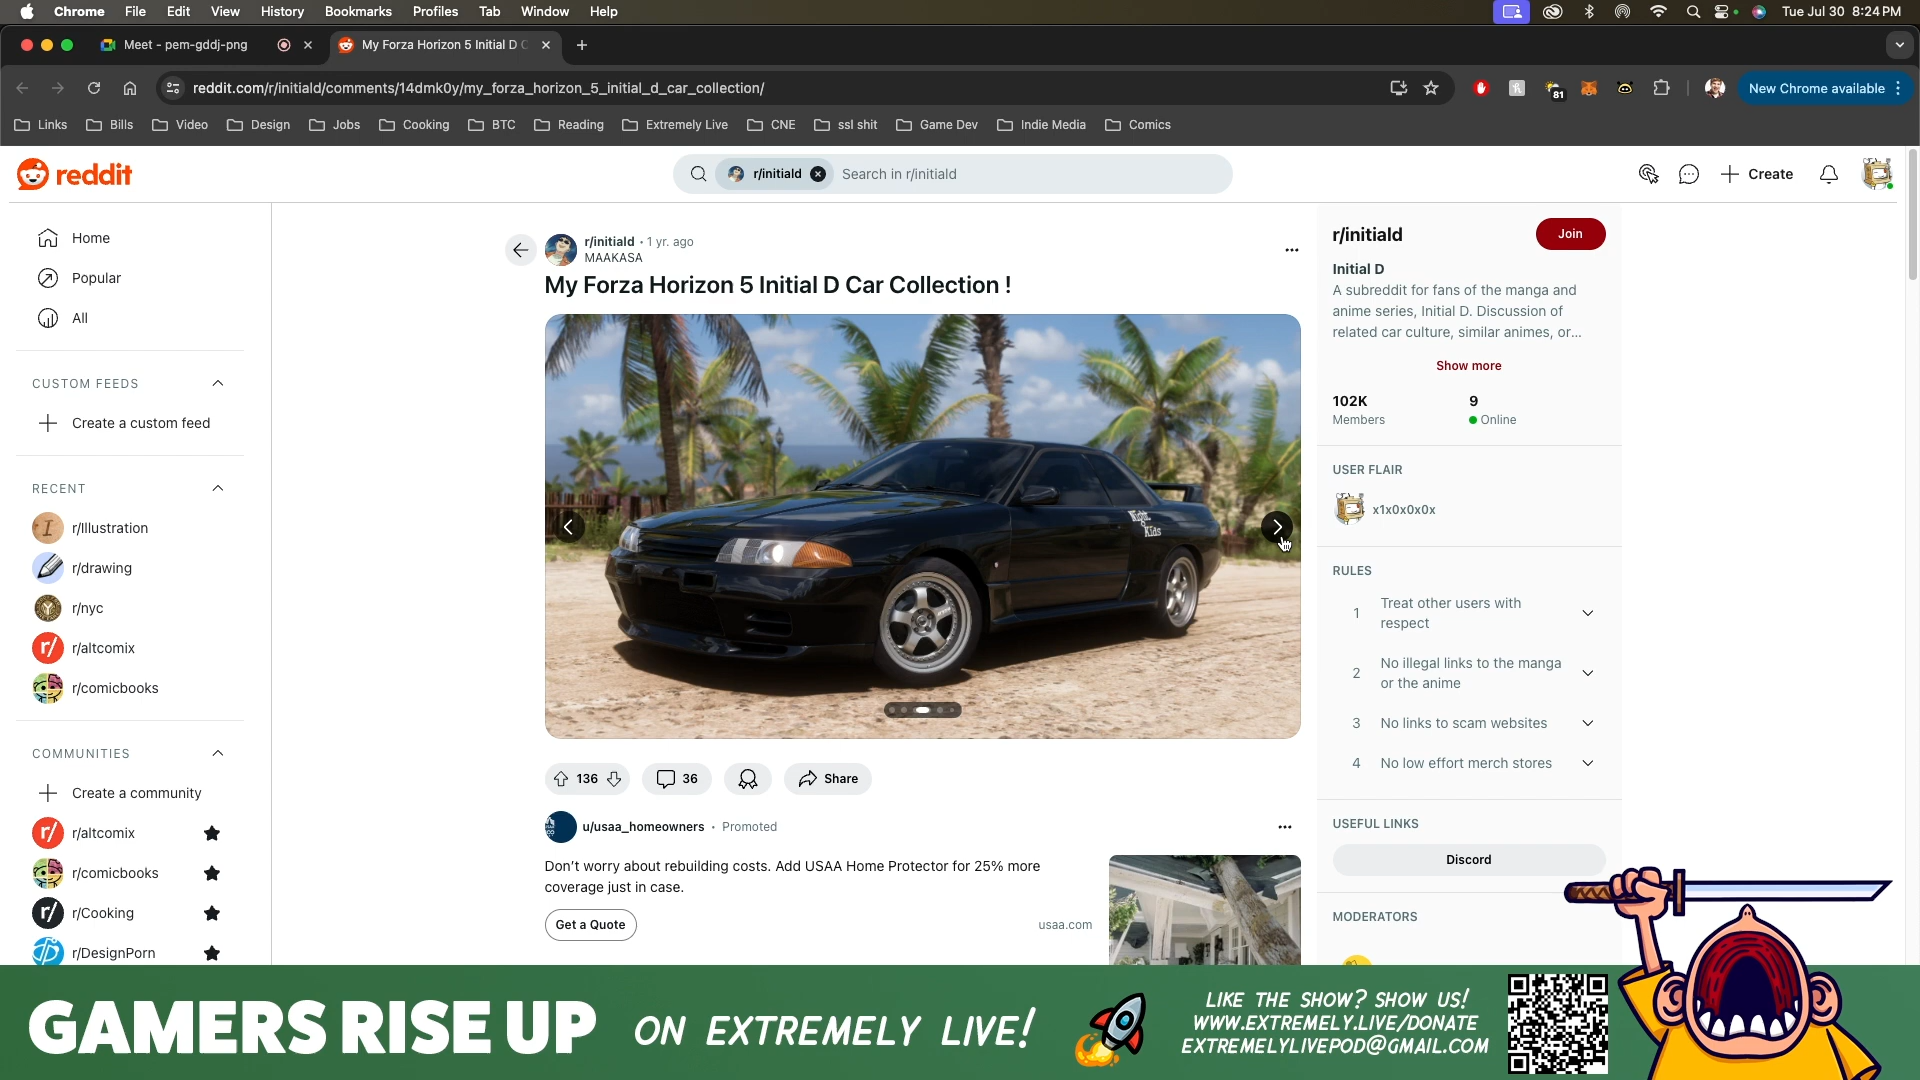 Chrome File Edit View History Bookmarks Profiles Tab Window Help
Tue Jul 30 8:24 PM
Meet - pem-gddj-png
My Forza Horizon 5 Initial D C
reddit.com/r/initiald/comments/14dmk0y/my_forza_horizon_5_initial_d_car_collection/
81
New Chrome available
Links Bills Video Design Jobs Cooking BTC Reading Extremely Live CNE ssl shit Game Dev Indie Media Comics
reddit
r/initiald
Search in r/initiald
Create
Home
Popular
All
CUSTOM FEEDS
Create a custom feed
RECENT
r/Illustration
r/drawing
r/nyc
r/altcomix
r/comicbooks
COMMUNITIES
Create a community
r/altcomix
r/comicbooks
r/Cooking
r/DesignPorn
r/initiald • 1 yr. ago
MAAKASA
My Forza Horizon 5 Initial D Car Collection !
Night
Kids
136
36
Share
u/usaa_homeowners • Promoted
Don't worry about rebuilding costs. Add USAA Home Protector for 25% more
coverage just in case.
Get a Quote
usaa.com
r/initiald
Join
Initial D
A subreddit for fans of the manga and
anime series, Initial D. Discussion of
related car culture, similar animes, or...
Show more
102K
Members
9
Online
USER FLAIR
x1x0x0x0x
RULES
1 Treat other users with
respect
2 No illegal links to the manga
or the anime
3 No links to scam websites
4 No low effort merch stores
USEFUL LINKS
Discord
MODERATORS
GAMERS RISE UP ON EXTREMELY LIVE!
LIKE THE SHOW? SHOW US!
WWW.EXTREMELY.LIVE/DONATE
EXTREMELYLIVEPOD@GMAIL.COM